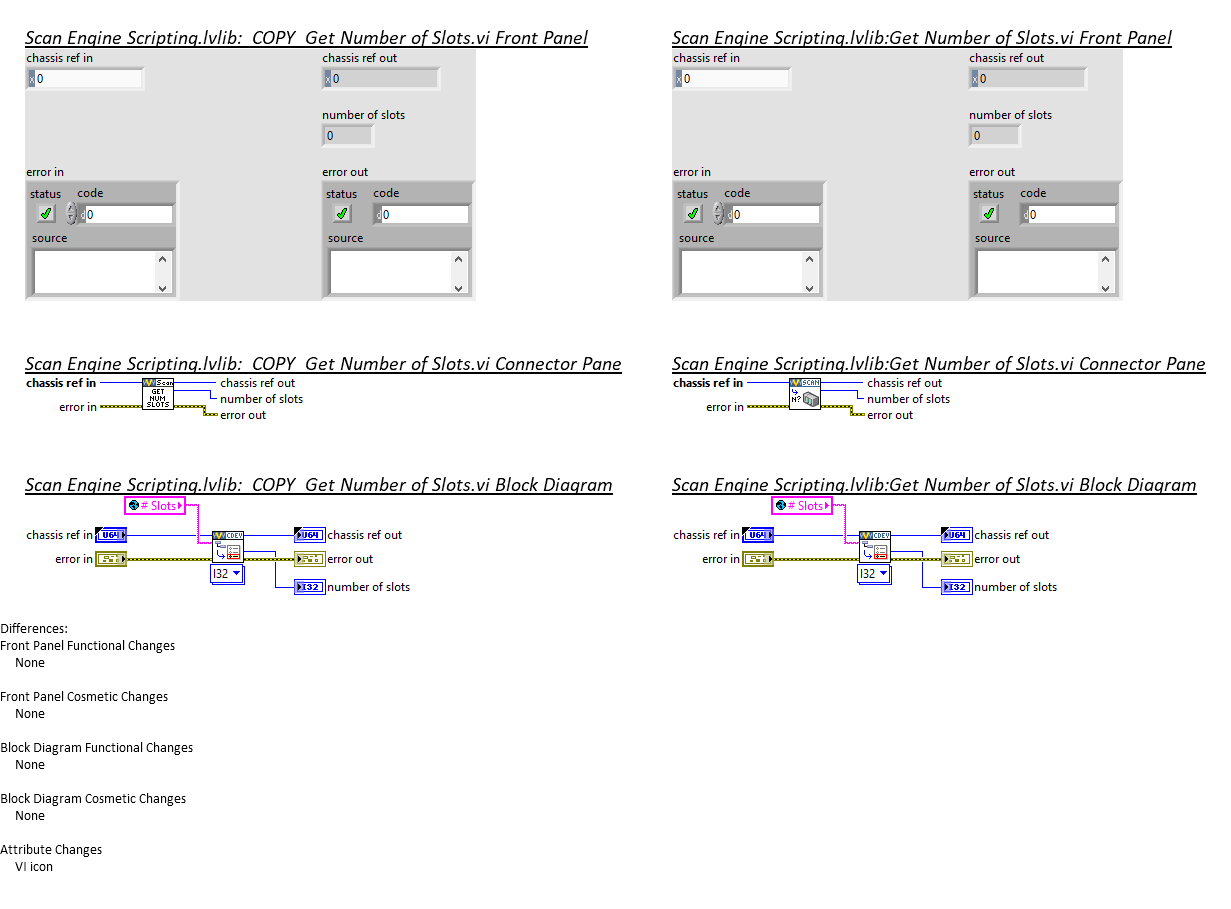 Scan Engine Scripting.lvlib:  COPY  Get Number of Slots.vi Front Panel
chassis ref in
chassis ref out
x 0
x 0
number of slots
0
error in
error out
status
code
status
code
d 0
d 0
source
source
Scan Engine Scripting.lvlib:Get Number of Slots.vi Front Panel
chassis ref in
chassis ref out
x 0
x 0
number of slots
0
error in
error out
status
code
status
code
d 0
d 0
source
source
Scan Engine Scripting.lvlib:  COPY  Get Number of Slots.vi Connector Pane
chassis ref in
Scan
GET
NUM
SLOTS
chassis ref out
number of slots
error in
error out
Scan Engine Scripting.lvlib:Get Number of Slots.vi Connector Pane
chassis ref in
SCAN
N?
chassis ref out
number of slots
error in
error out
Scan Engine Scripting.lvlib:  COPY  Get Number of Slots.vi Block Diagram
# Slots
chassis ref in
U64
CDEV
U64
chassis ref out
error in
error out
I32
I32
number of slots
Scan Engine Scripting.lvlib:Get Number of Slots.vi Block Diagram
# Slots
chassis ref in
U64
CDEV
U64
chassis ref out
error in
error out
I32
I32
number of slots
Differences:
Front Panel Functional Changes
None
Front Panel Cosmetic Changes
None
Block Diagram Functional Changes
None
Block Diagram Cosmetic Changes
None
Attribute Changes
VI icon